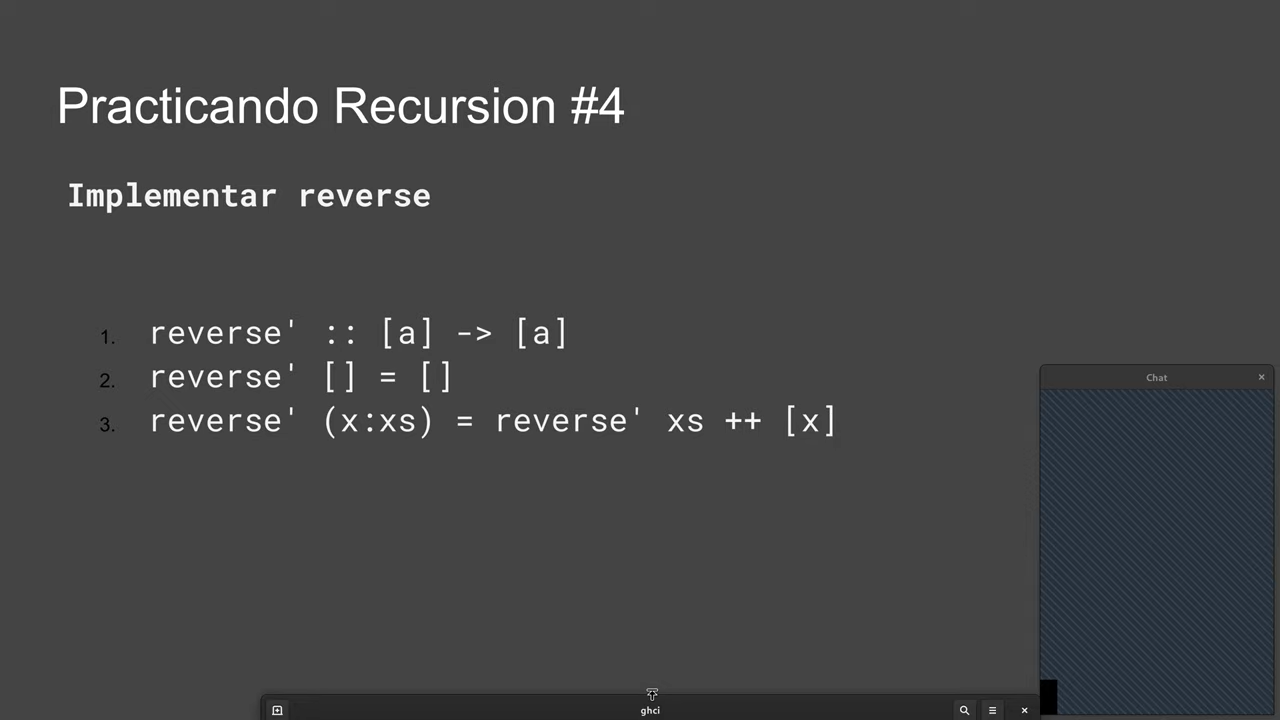 Practicando Recursion #4
Implementar reverse
1. reverse' :: [a] -> [a]
2. reverse' [] = []
3. reverse' (x:xs) = reverse' xs ++ [x]
Chat
ghci